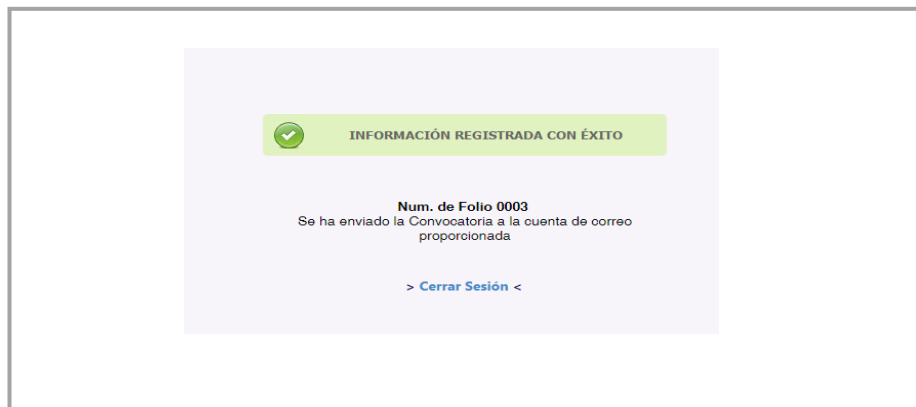 INFORMACIÓN REGISTRADA CON ÉXITO
Num. de Folio 0003
Se ha enviado la Convocatoria a la cuenta de correo
proporcionada
> Cerrar Sesión <